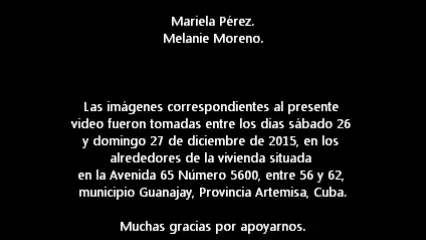 Mariela Pérez.
Melanie Moreno.
Las imágenes correspondientes al presente
video fueron tomadas entre los dias sábado 26
y domingo 27 de diciembre de 2015, en los
alrededores de la vivienda situada
en la Avenida 65 Número 5600, entre 56 y 62,
municipio Guanajay, Provincia Artemisa, Cuba.
Muchas gracias por apoyarnos.